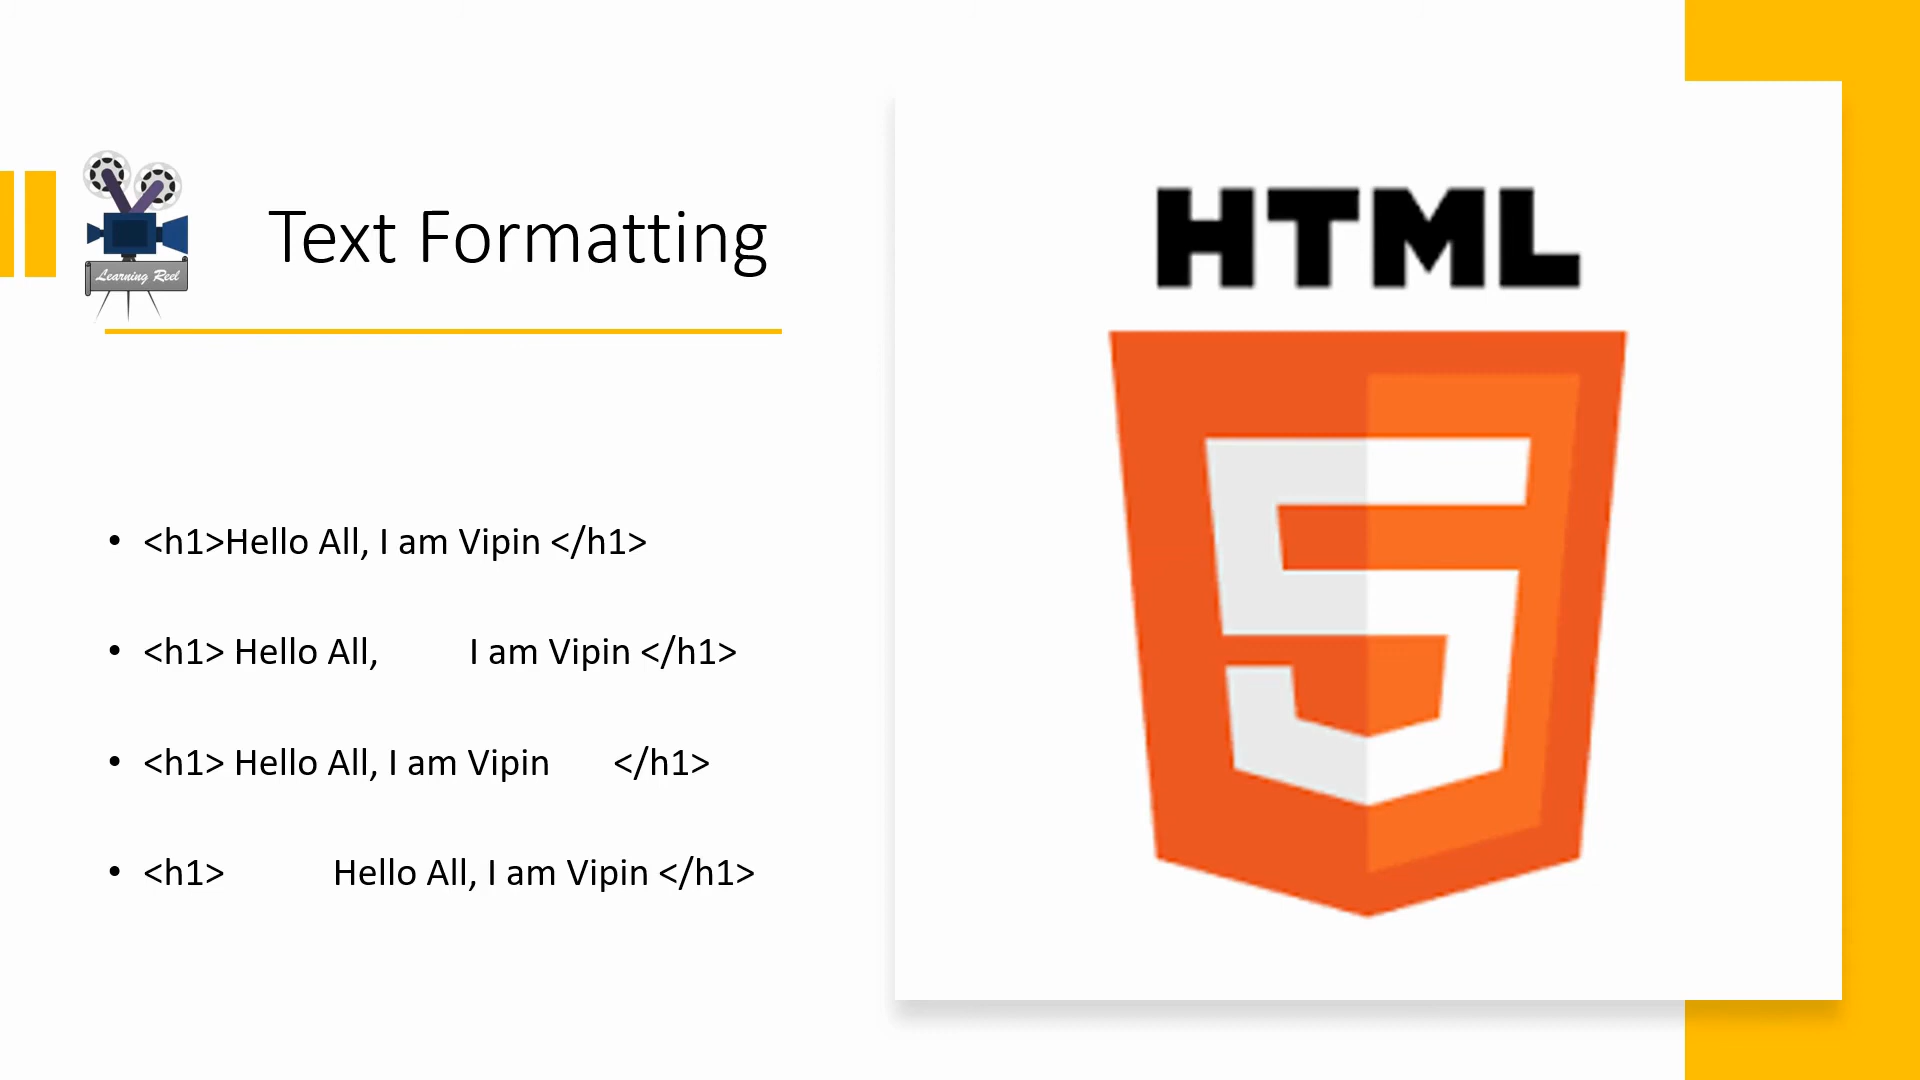 Learning Reel
Text Formatting
• <h1>Hello All, I am Vipin </h1>
• <h1> Hello All,          I am Vipin </h1>
• <h1> Hello All, I am Vipin       </h1>
• <h1>            Hello All, I am Vipin </h1>
HTML
5